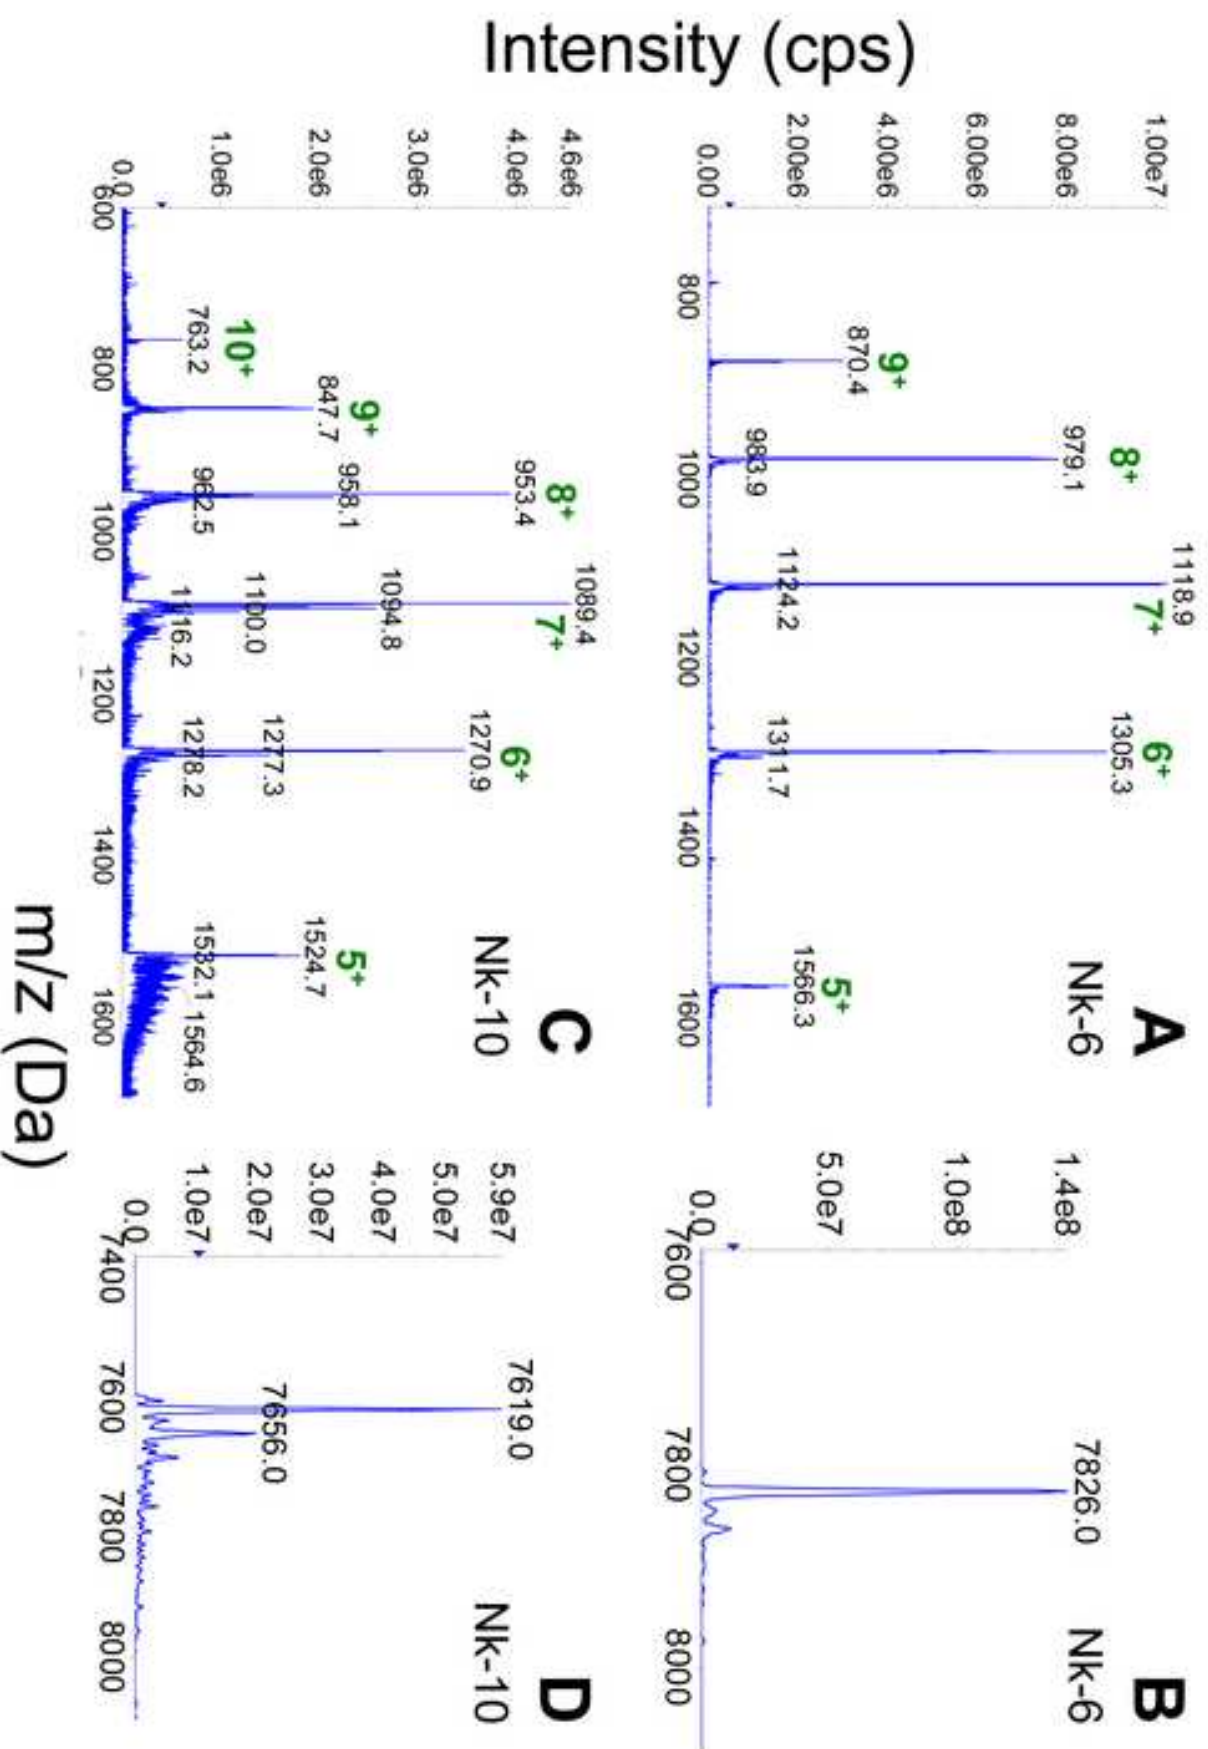 Intensity (cps)
A
Nk-6
1.00e7
8.00e6
6.00e6
4.00e6
2.00e6
0.00
9+
870.4
8+
979.1
983.9
1118.9
7+
1124.2
6+
1305.3
1311.7
5+
1566.3
800
1000
1200
1400
1600
B
Nk-6
1.4e8
1.0e8
5.0e7
0.0
7826.0
7600
7800
8000
C
Nk-10
4.6e6
4.0e6
3.0e6
2.0e6
1.0e6
0.0
10+
763.2
9+
847.7
8+
953.4
958.1
962.5
1089.4
7+
1094.8
1100.0
1116.2
6+
1270.9
1277.3
1278.2
5+
1524.7
1532.1
1564.6
600
800
1000
1200
1400
1600
D
Nk-10
5.9e7
5.0e7
4.0e7
3.0e7
2.0e7
1.0e7
0.0
7619.0
7656.0
7400
7600
7800
8000
m/z (Da)